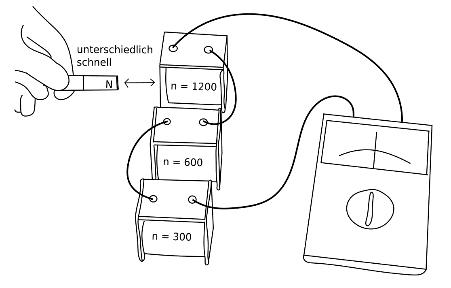 unterschiedlich
schnell
N
n = 1200
n = 600
n = 300